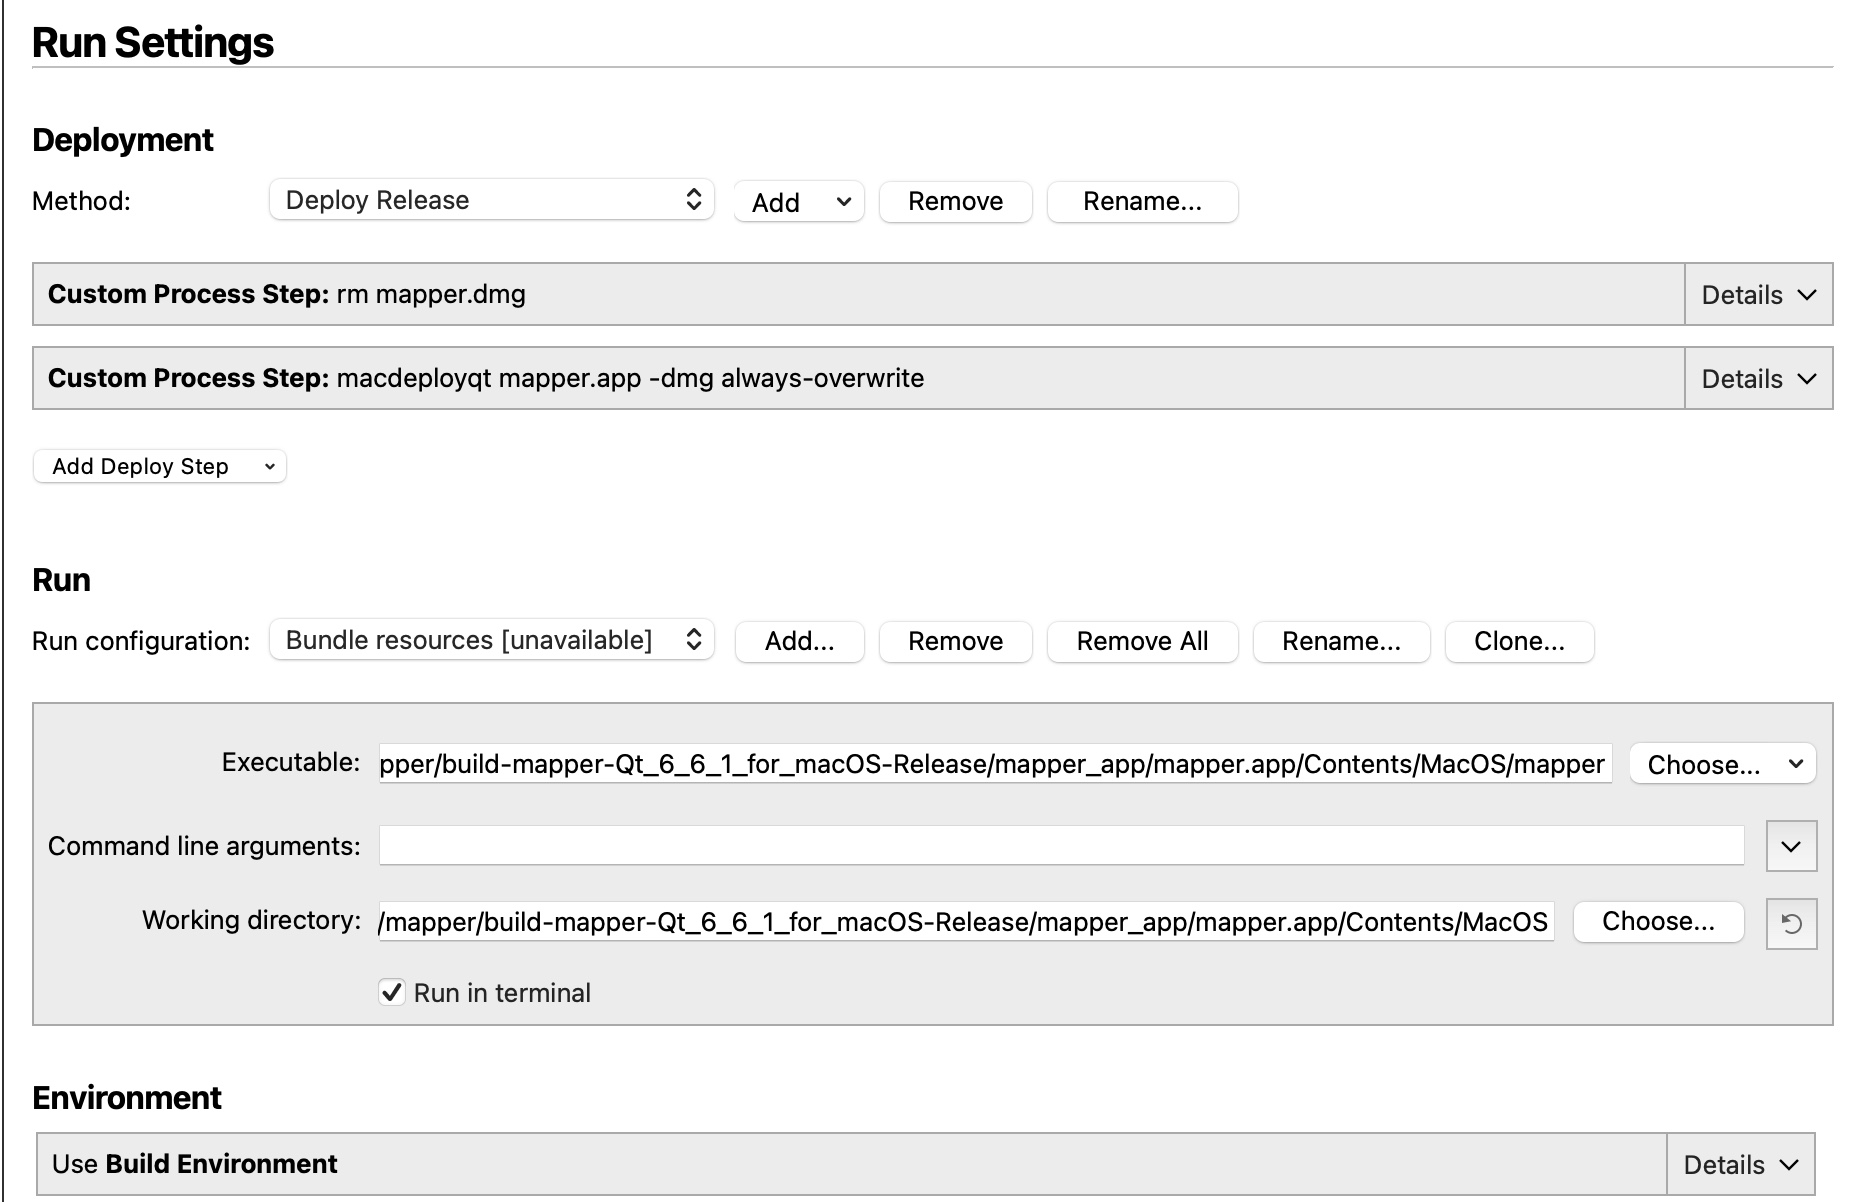 Run Settings
Deployment
Method: Deploy Release Add Remove Rename...
Custom Process Step: rm mapper.dmg Details
Custom Process Step: macdeployqt mapper.app -dmg always-overwrite Details
Add Deploy Step
Run
Run configuration: Bundle resources [unavailable] Add... Remove Remove All Rename... Clone...
Executable: pper/build-mapper-Qt_6_6_1_for_macOS-Release/mapper_app/mapper.app/Contents/MacOS/mapper Choose...
Command line arguments:
Working directory: /mapper/build-mapper-Qt_6_6_1_for_macOS-Release/mapper_app/mapper.app/Contents/MacOS Choose...
Run in terminal
Environment
Use Build Environment Details